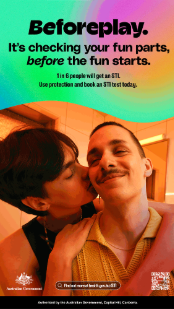 Beforeplay.
It's checking your fun parts,
before the fun starts.
1 in 6 people will get an STI.
Use protection and book an STI test today.
Australian Government
Authorised by the Australian Government, Capital Hill, Canberra